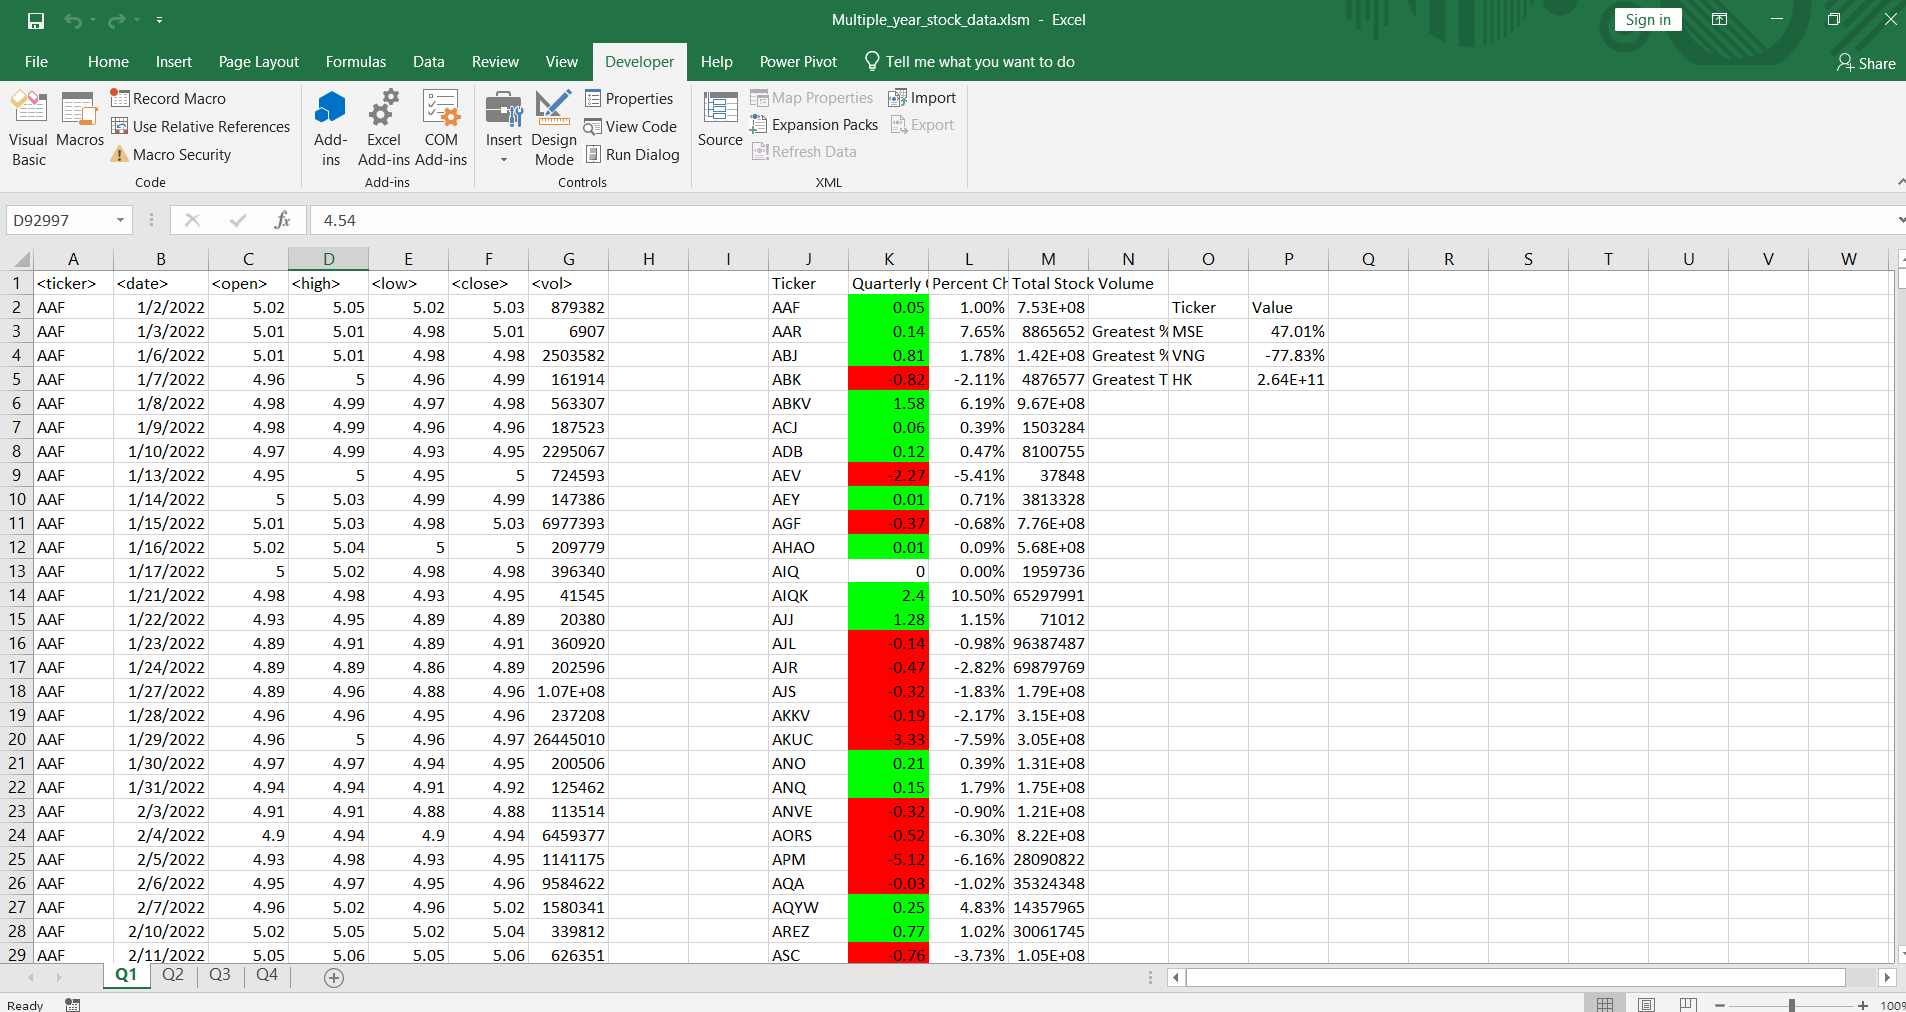 Multiple_year_stock_data.xlsm - Excel
Sign in
File Home Insert Page Layout Formulas Data Review View Developer Help Power Pivot Tell me what you want to do Share
Visual Basic
Macros
Record Macro
Use Relative References
Macro Security
Code
Add-ins
Excel Add-ins
COM Add-ins
Add-ins
Insert
Design Mode
Properties
View Code
Run Dialog
Controls
Source
Map Properties
Expansion Packs
Refresh Data
Import
Export
XML
D92997 fx 4.54
A B C D E F G H I J K L M N O P Q R S T U V W
1 <ticker> <date> <open> <high> <low> <close> <vol> Ticker Quarterly Percent Ch Total Stock Volume
2 AAF 1/2/2022 5.02 5.05 5.02 5.03 879382 AAF 0.05 1.00% 7.53E+08 Ticker Value
3 AAF 1/3/2022 5.01 5.01 4.98 5.01 6907 AAR 0.14 7.65% 8865652 Greatest % MSE 47.01%
4 AAF 1/6/2022 5.01 5.01 4.98 4.98 2503582 ABJ 0.81 1.78% 1.42E+08 Greatest % VNG -77.83%
5 AAF 1/7/2022 4.96 5 4.96 4.99 161914 ABK -0.82 -2.11% 4876577 Greatest T HK 2.64E+11
6 AAF 1/8/2022 4.98 4.99 4.97 4.98 563307 ABKV 1.58 6.19% 9.67E+08
7 AAF 1/9/2022 4.98 4.99 4.96 4.96 187523 ACJ 0.06 0.39% 1503284
8 AAF 1/10/2022 4.97 4.99 4.93 4.95 2295067 ADB 0.12 0.47% 8100755
9 AAF 1/13/2022 4.95 5 4.95 5 724593 AEV -2.27 -5.41% 37848
10 AAF 1/14/2022 5 5.03 4.99 4.99 147386 AEY 0.01 0.71% 3813328
11 AAF 1/15/2022 5.01 5.03 4.98 5.03 6977393 AGF -0.37 -0.68% 7.76E+08
12 AAF 1/16/2022 5.02 5.04 5 5 209779 AHAO 0.01 0.09% 5.68E+08
13 AAF 1/17/2022 5 5.02 4.98 4.98 396340 AIQ 0 0.00% 1959736
14 AAF 1/21/2022 4.98 4.98 4.93 4.95 41545 AIQK 2.4 10.50% 65297991
15 AAF 1/22/2022 4.93 4.95 4.89 4.89 20380 AJJ 1.28 1.15% 71012
16 AAF 1/23/2022 4.89 4.91 4.89 4.91 360920 AJL -0.14 -0.98% 96387487
17 AAF 1/24/2022 4.89 4.89 4.86 4.89 202596 AJR -0.47 -2.82% 69879769
18 AAF 1/27/2022 4.89 4.96 4.88 4.96 1.07E+08 AJS -0.32 -1.83% 1.79E+08
19 AAF 1/28/2022 4.96 4.96 4.95 4.96 237208 AKKV -0.19 -2.17% 3.15E+08
20 AAF 1/29/2022 4.96 5 4.96 4.97 26445010 AKUC -3.33 -7.59% 3.05E+08
21 AAF 1/30/2022 4.97 4.97 4.94 4.95 200506 ANO 0.21 0.39% 1.31E+08
22 AAF 1/31/2022 4.94 4.94 4.91 4.92 125462 ANQ 0.15 1.79% 1.75E+08
23 AAF 2/3/2022 4.91 4.91 4.88 4.88 113514 ANVE -0.32 -0.90% 1.21E+08
24 AAF 2/4/2022 4.9 4.94 4.9 4.94 6459377 AORS -0.52 -6.30% 8.22E+08
25 AAF 2/5/2022 4.93 4.98 4.93 4.95 1141175 APM -5.12 -6.16% 28090822
26 AAF 2/6/2022 4.95 4.97 4.95 4.96 9584622 AQA -0.03 -1.02% 35324348
27 AAF 2/7/2022 4.96 5.02 4.96 5.02 1580341 AQYW 0.25 4.83% 14357965
28 AAF 2/10/2022 5.02 5.05 5.02 5.04 339812 AREZ 0.77 1.02% 30061745
29 AAF 2/11/2022 5.05 5.06 5.05 5.06 626351 ASC -0.76 -3.73% 1.05E+08
Q1 Q2 Q3 Q4
Ready 100%